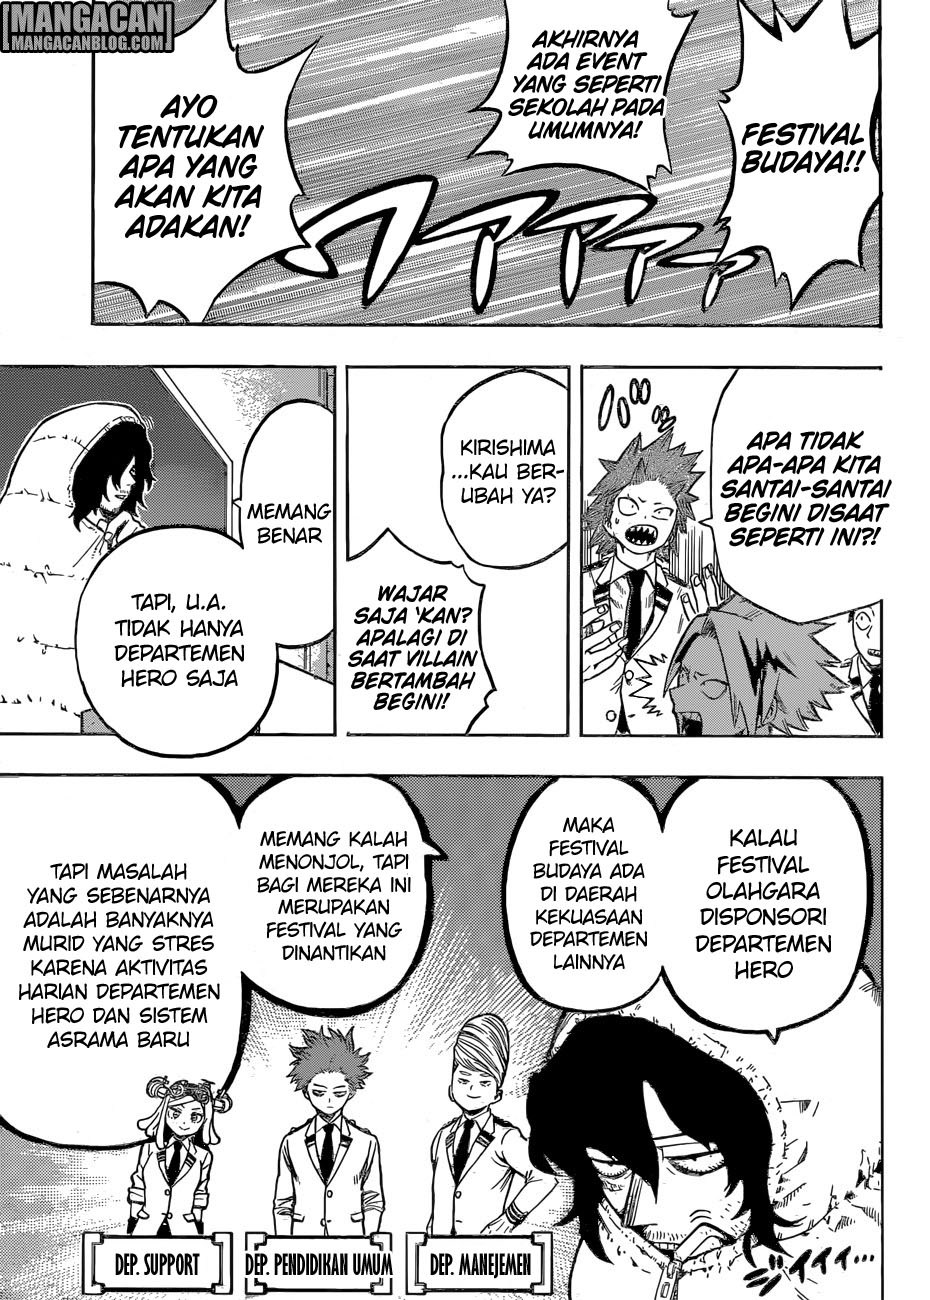 MANGACAN
MANGACANBLOG.COM
FESTIVAL
BUDAYA!!
AKHIRNYA
ADA EVENT
YANG SEPERTI
SEKOLAH PADA
UMUMNYA!
AYO
TENTUKAN
APA YANG
AKAN KITA
ADAKAN!
APA TIDAK
APA-APA KITA
SANTAI-SANTAI
BEGINI DISAAT
SEPERTI INI?!
KIRISHIMA
...KAU BER-
UBAH YA?
WAJAR
SAJA 'KAN?
APALAGI DI
SAAT VILLAIN
BERTAMBAH
BEGINI!
MEMANG
BENAR
TAPI, U.A.
TIDAK HANYA
DEPARTEMEN
HERO SAJA
KALAU
FESTIVAL
OLAHGARA
DISPONSORI
DEPARTEMEN
HERO
MAKA
FESTIVAL
BUDAYA ADA
DI DAERAH
KEKUASAAN
DEPARTEMEN
LAINNYA
MEMANG KALAH
MENONJOL, TAPI
BAGI MEREKA INI
MERUPAKAN
FESTIVAL YANG
DINANTIKAN
TAPI MASALAH
YANG SEBENARNYA
ADALAH BANYAKNYA
MURID YANG STRES
KARENA AKTIVITAS
HARIAN DEPARTEMEN
HERO DAN SISTEM
ASRAMA BARU
DEP. SUPPORT
DEP. PENDIDIKAN UMUM
DEP. MANEJEMEN
ジィィィ…